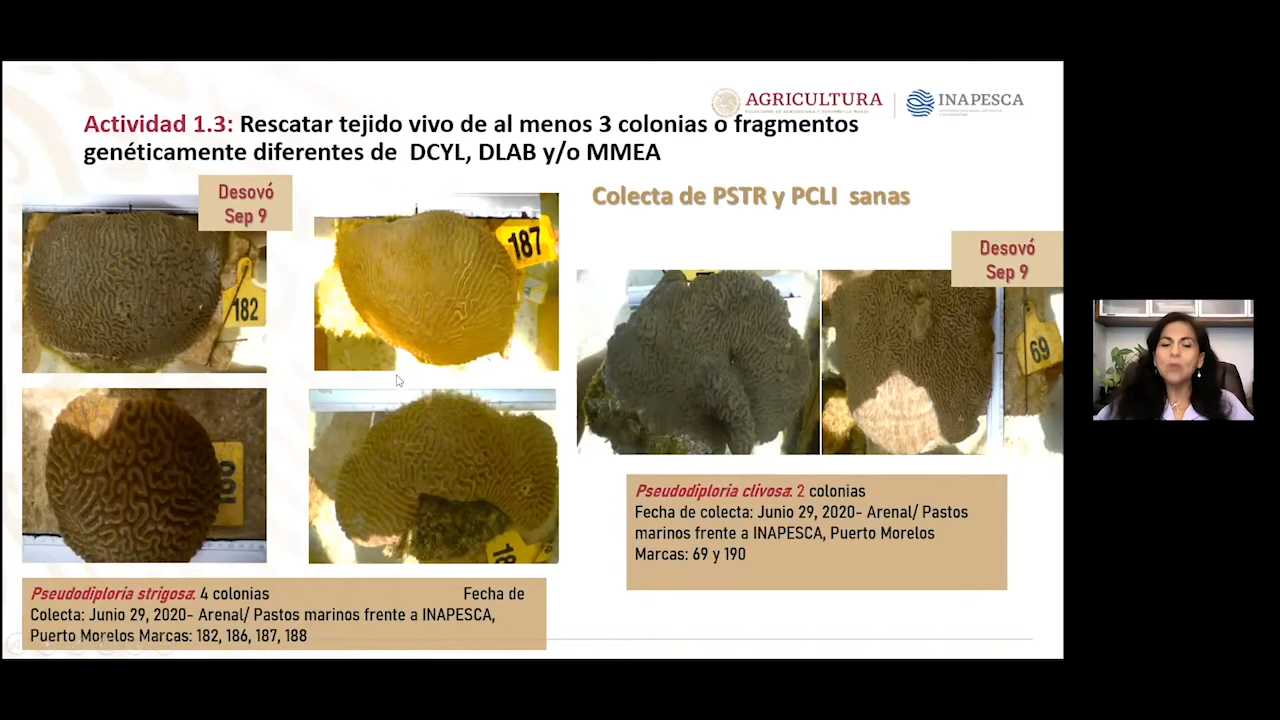 AGRICULTURA
INAPESCA
Actividad 1.3: Rescatar tejido vivo de al menos 3 colonias o fragmentos
genéticamente diferentes de DCYL, DLAB y/o MMEA
Desovó
Sep 9
182
187
Colecta de PSTR y PCLI sanas
Desovó
Sep 9
69
Pseudodiploria clivosa: 2 colonias
Fecha de colecta: Junio 29, 2020- Arenal/ Pastos
marinos frente a INAPESCA, Puerto Morelos
Marcas: 69 y 190
Pseudodiploria strigosa: 4 colonias Fecha de
Colecta: Junio 29, 2020- Arenal/ Pastos marinos frente a INAPESCA,
Puerto Morelos Marcas: 182, 186, 187, 188